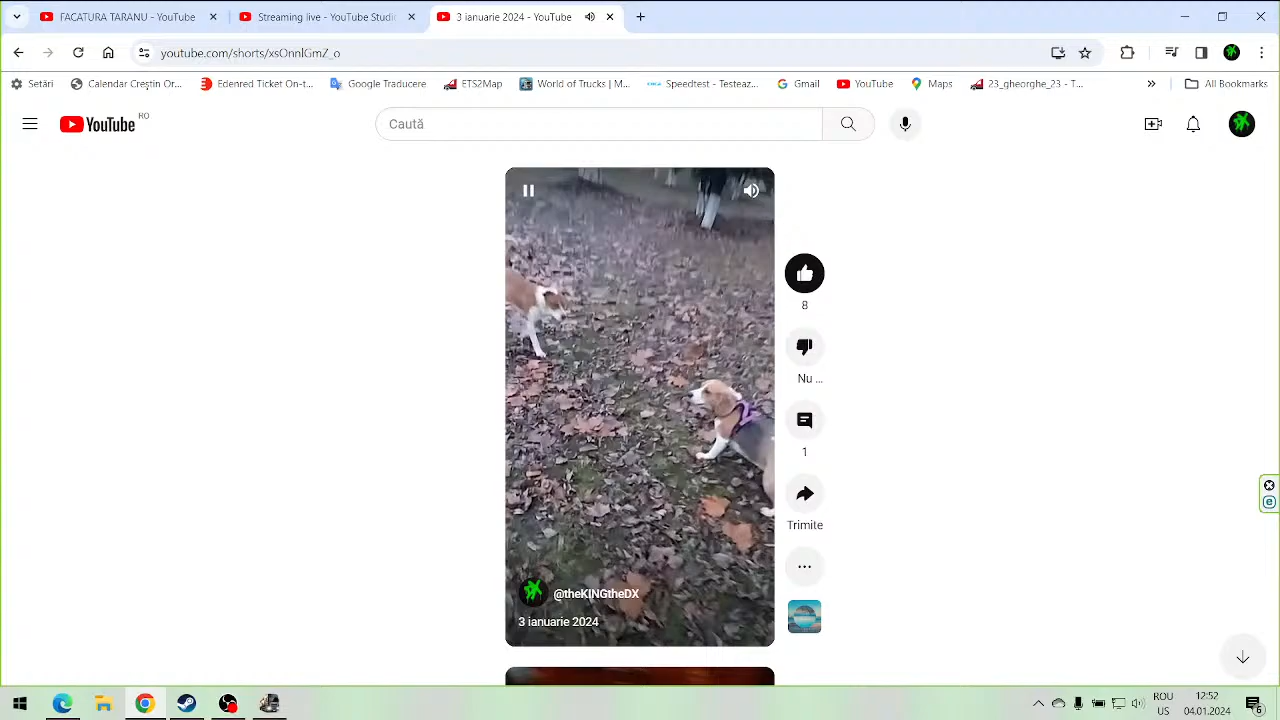 FACATURA TARANU - YouTube
Streaming live - YouTube Studio
3 ianuarie 2024 - YouTube
youtube.com/shorts/xsOnnlGmZ_o
Setări
Calendar Creștin Or...
Edenred Ticket On-t...
Google Traducere
ETS2Map
World of Trucks | M...
Speedtest - Testeaz...
Gmail
YouTube
Maps
23_gheorghe_23 - T...
All Bookmarks
YouTube RO
Caută
8
Nu ...
1
Trimite
@theKINGtheDX
3 ianuarie 2024
ROU
US
12:52
04.01.2024
6